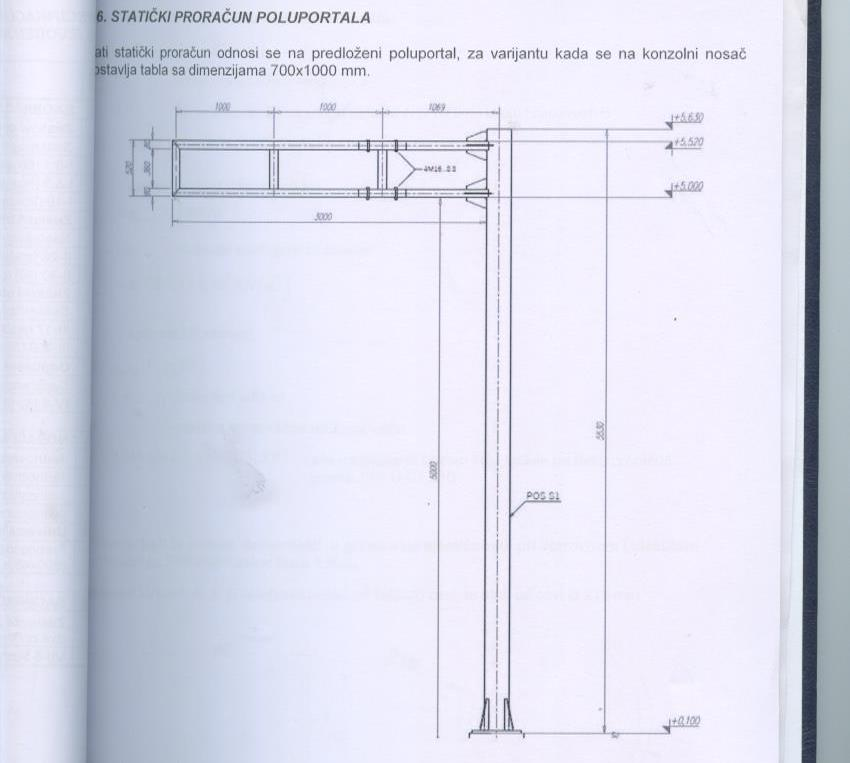 6. STATIČKI PRORAČUN POLUPORTALA
ati statički proračun odnosi se na predloženi poluportal, za varijantu kada se na konzolni nosač
ostavlja tabla sa dimenzijama 700x1000 mm.
1000 1000 1069
+5.630
+5.520
520 360
+5.000
3000
5000
5530
POS S1
+0.100